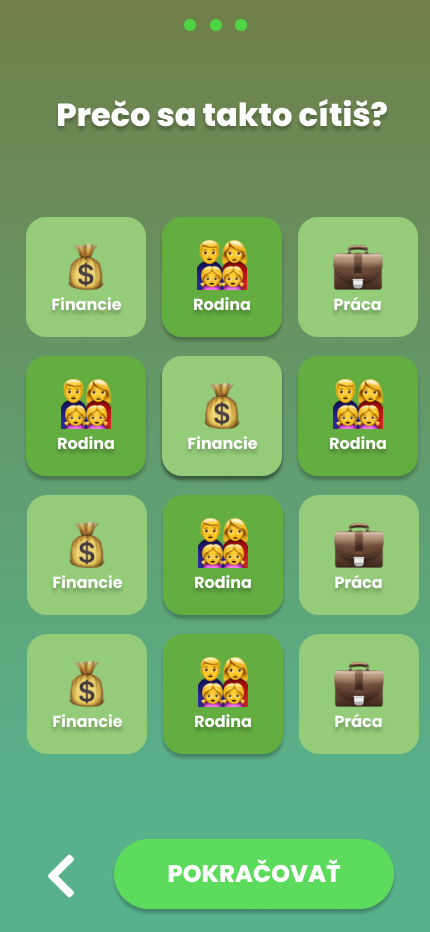 Prečo sa takto cítiš?
Financie
Rodina
Práca
Rodina
Financie
Rodina
Financie
Rodina
Práca
Financie
Rodina
Práca
POKRAČOVAŤ